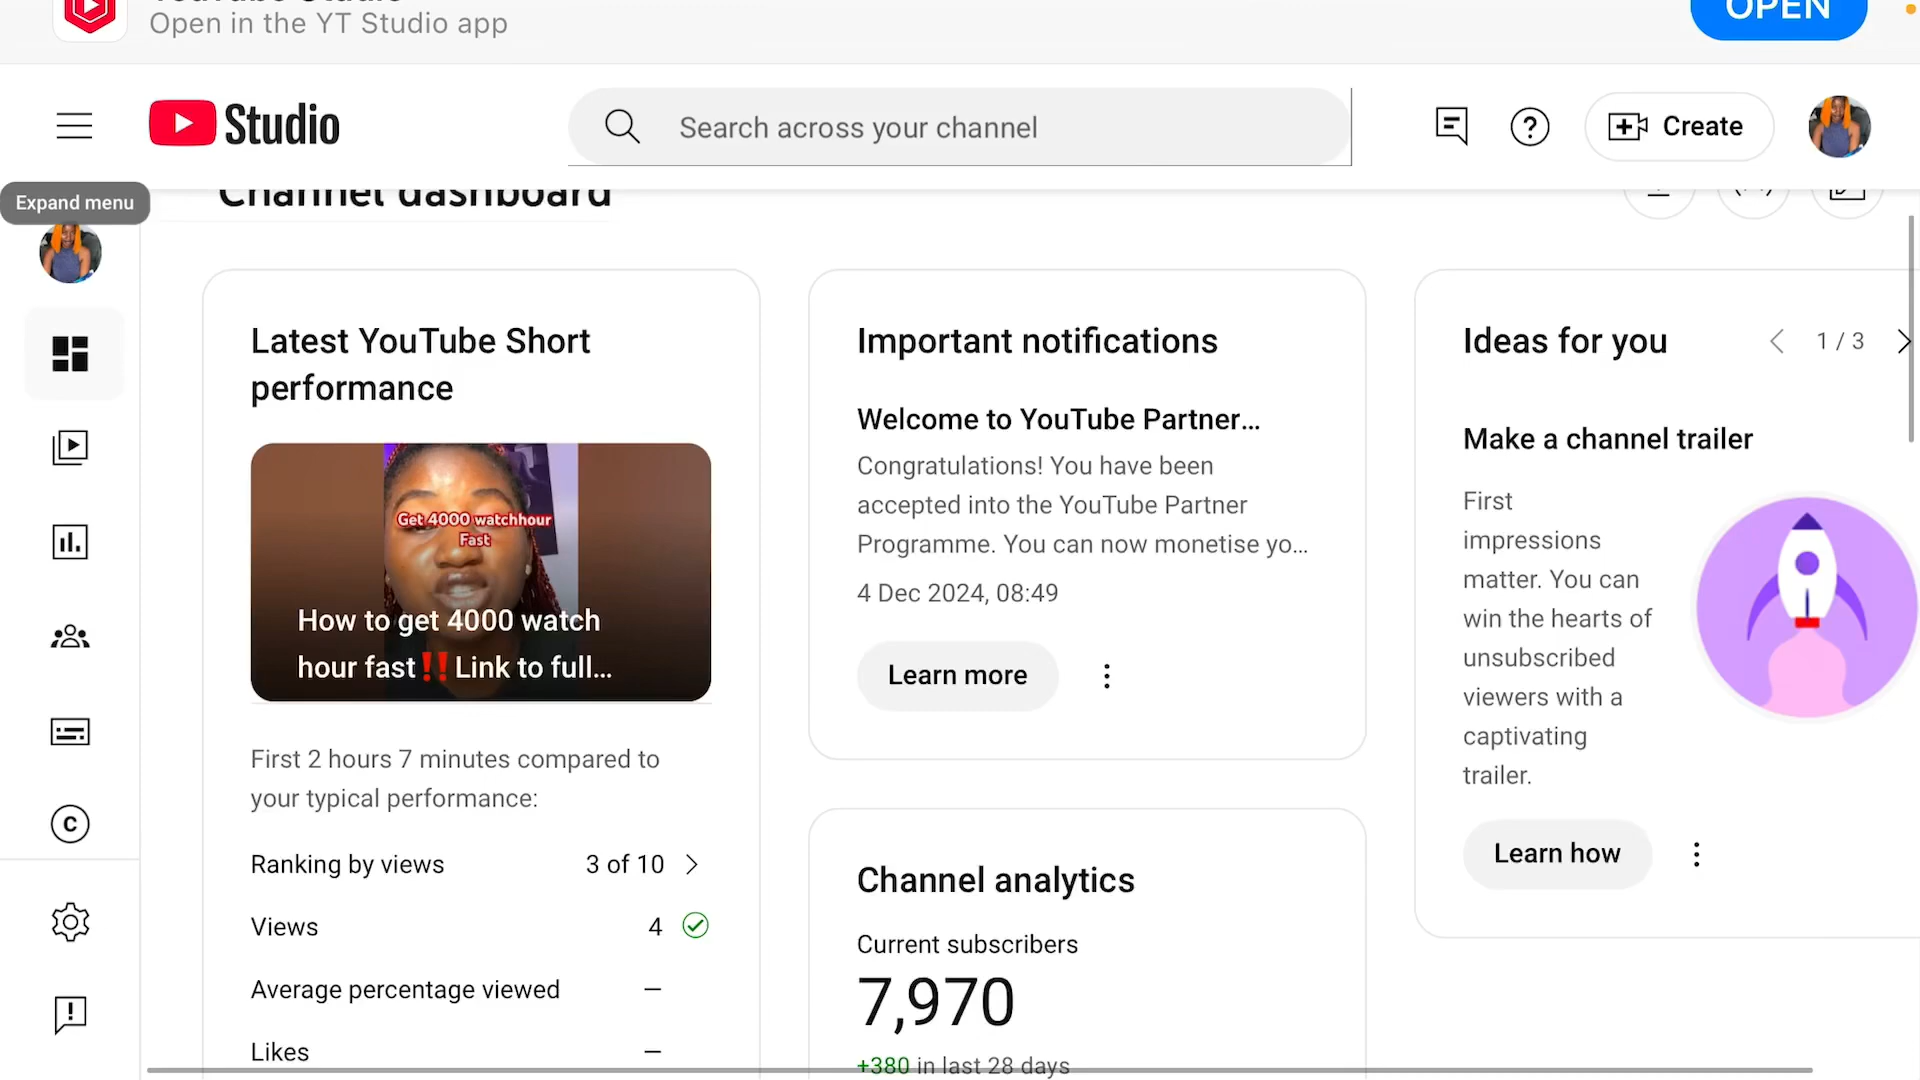 YouTube Studio
Open in the YT Studio app
OPEN
Studio
Search across your channel
?
Create
Expand menu
Channel dashboard
Latest YouTube Short
performance
Get 4000 watchhour
Fast
How to get 4000 watch
hour fast‼️Link to full...
First 2 hours 7 minutes compared to
your typical performance:
Ranking by views 3 of 10
Views 4
Average percentage viewed –
Likes –
Important notifications
Welcome to YouTube Partner...
Congratulations! You have been
accepted into the YouTube Partner
Programme. You can now monetise yo...
4 Dec 2024, 08:49
Learn more
Channel analytics
Current subscribers
7,970
+380 in last 28 days
Ideas for you 1 / 3
Make a channel trailer
First
impressions
matter. You can
win the hearts of
unsubscribed
viewers with a
captivating
trailer.
Learn how